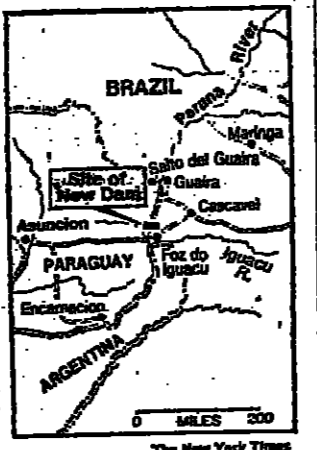 BRAZIL
Parana River
Maringa
Salto del Guaira
Guaira
Site of
New Dam
Cascavel
Asuncion
PARAGUAY
Foz do
Iguacu
Iguacu
R.
Encarnacion
ARGENTINA
0 MILES 200
The New York Times